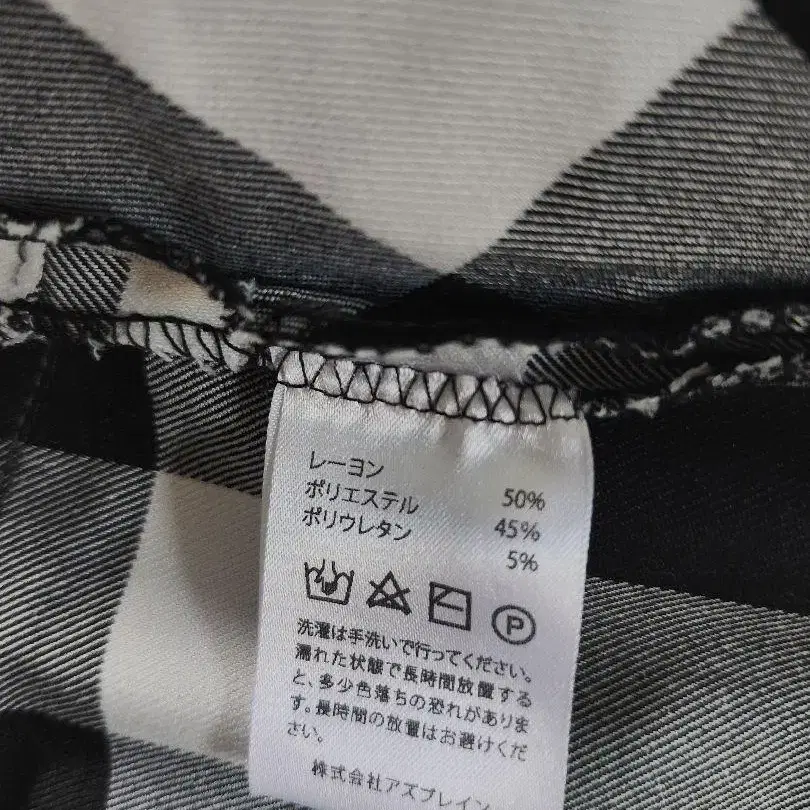 レーヨン 50%
ポリエステル 45%
ポリウレタン 5%
P
洗濯は手洗いで行ってください。
濡れた状態で長時間放置する
と、多少色落ちの恐れがありま
す。長時間の放置はお避けくだ
さい。
株式会社アズプレイン